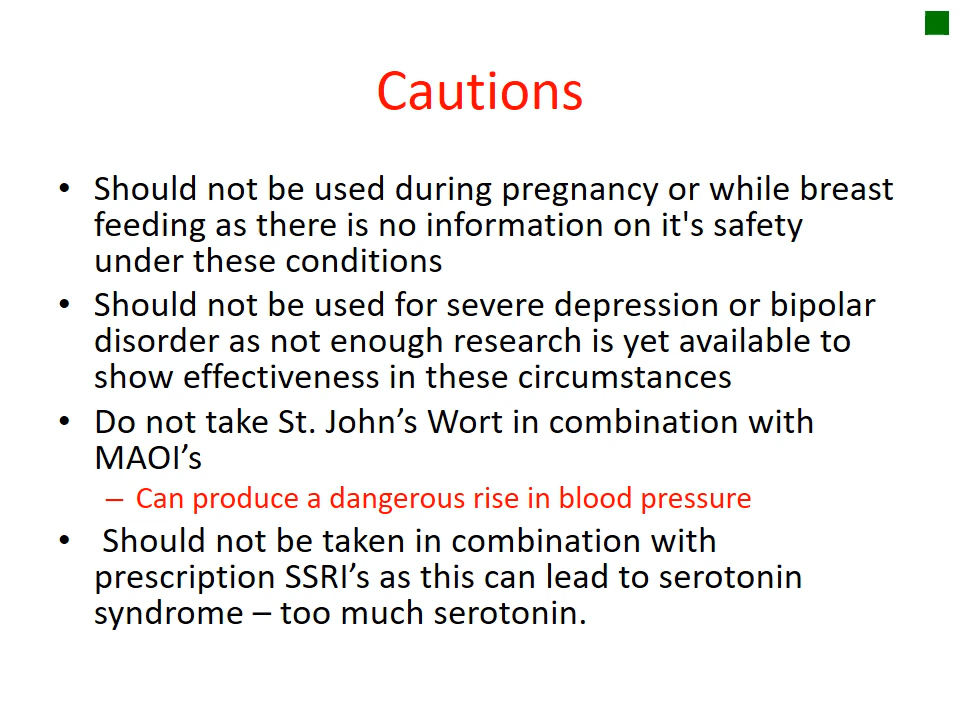 Cautions
• Should not be used during pregnancy or while breast
feeding as there is no information on it's safety
under these conditions
• Should not be used for severe depression or bipolar
disorder as not enough research is yet available to
show effectiveness in these circumstances
• Do not take St. John’s Wort in combination with
MAOI’s
– Can produce a dangerous rise in blood pressure
• Should not be taken in combination with
prescription SSRI’s as this can lead to serotonin
syndrome – too much serotonin.